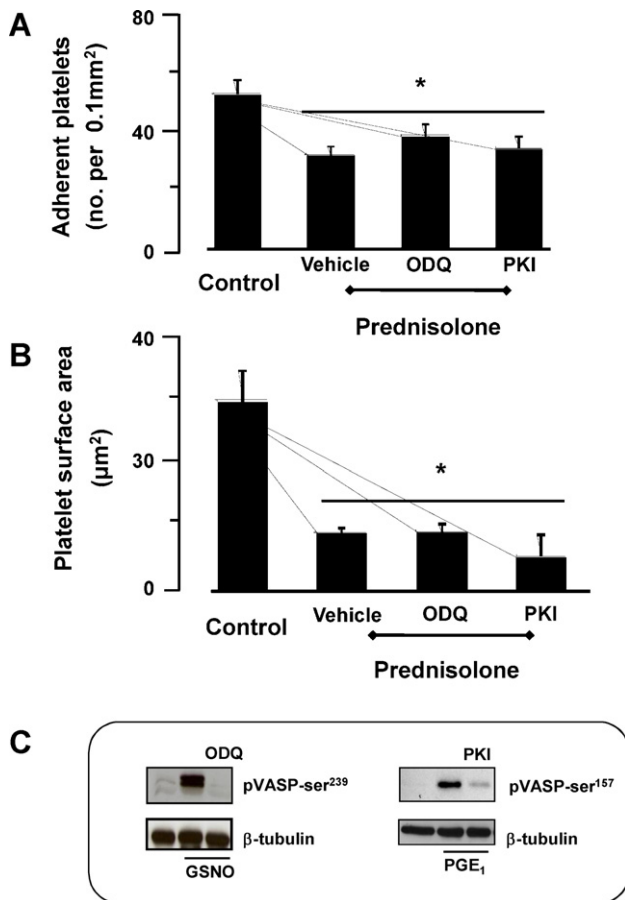 A
Adherent platelets
(no. per 0.1mm²)
80
40
0
*
Control
Vehicle ODQ PKI
Prednisolone
B
Platelet surface area
(µm²)
40
30
0
*
Control
Vehicle ODQ PKI
Prednisolone
C
ODQ
pVASP-ser²³⁹
β-tubulin
GSNO
PKI
pVASP-ser¹⁵⁷
β-tubulin
PGE₁